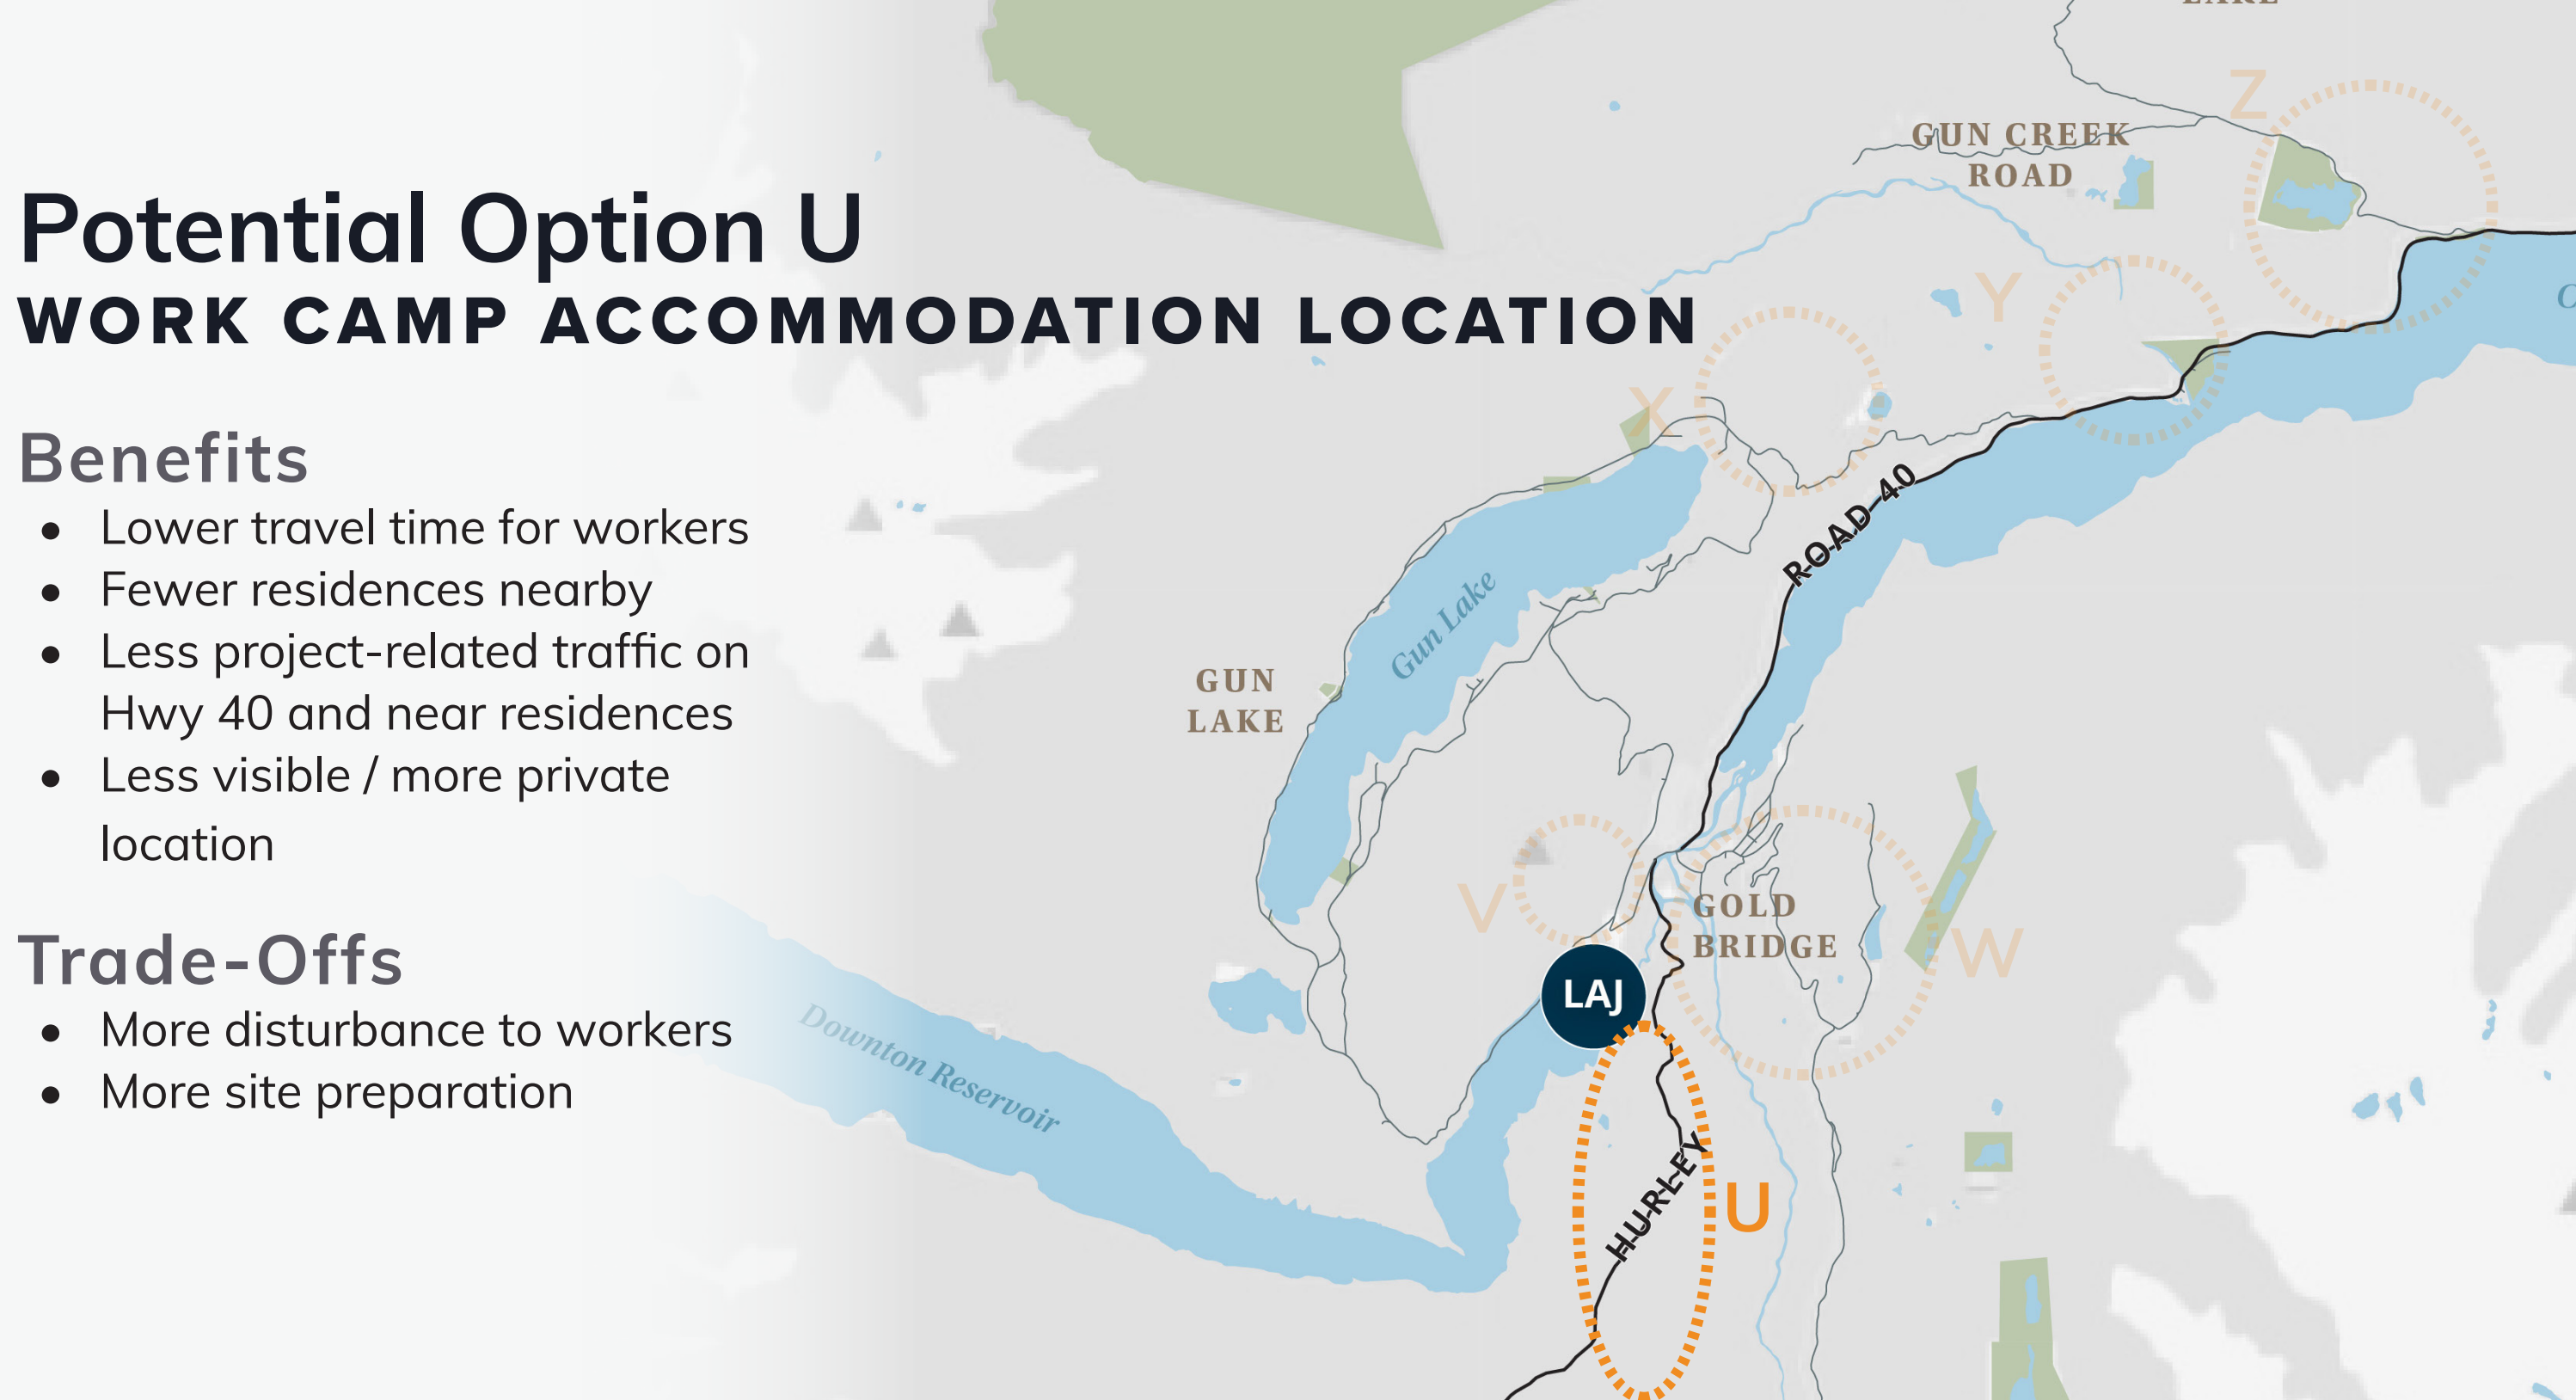 Potential Option U
WORK CAMP ACCOMMODATION LOCATION
Benefits
• Lower travel time for workers
• Fewer residences nearby
• Less project-related traffic on
Hwy 40 and near residences
• Less visible / more private
location
Trade-Offs
• More disturbance to workers
• More site preparation
LAKE
Z
GUN CREEK
ROAD
Y
X
ROAD 40
Gun Lake
GUN
LAKE
V
GOLD
BRIDGE
W
LAJ
Downton Reservoir
HURLEY
U